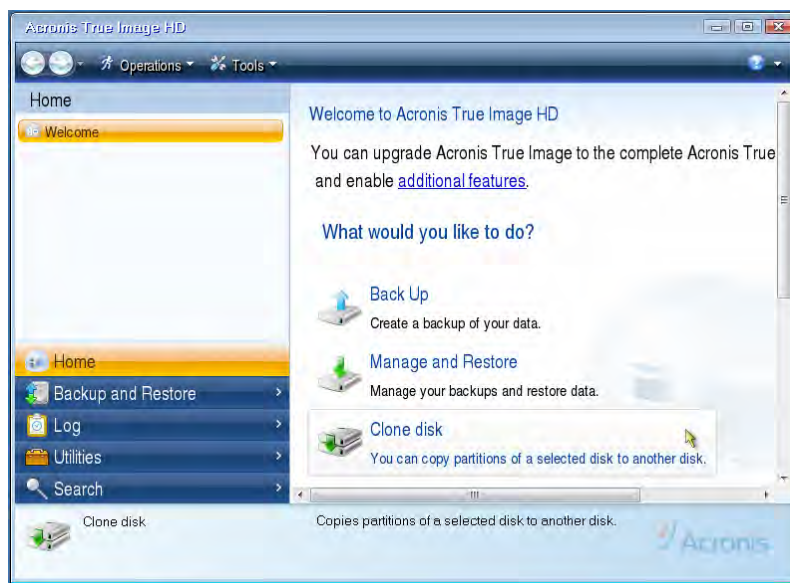 Acronis True Image HD
Operations
Tools
Home
Welcome
Welcome to Acronis True Image HD
You can upgrade Acronis True Image to the complete Acronis True
and enable additional features.
What would you like to do?
Back Up
Create a backup of your data.
Manage and Restore
Manage your backups and restore data.
Clone disk
You can copy partitions of a selected disk to another disk.
Home
Backup and Restore
Log
Utilities
Search
Clone disk
Copies partitions of a selected disk to another disk.
Acronis